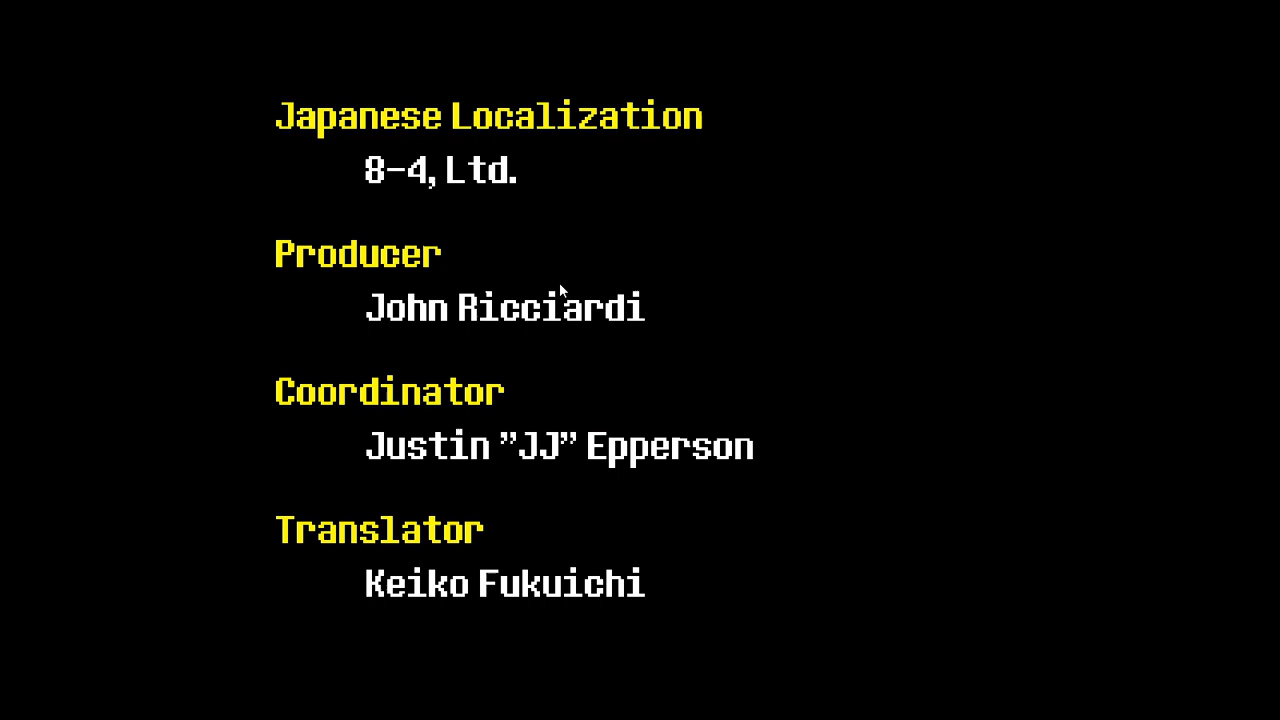 Japanese Localization
8-4, Ltd.
Producer
John Ricciardi
Coordinator
Justin ”JJ” Epperson
Translator
Keiko Fukuichi